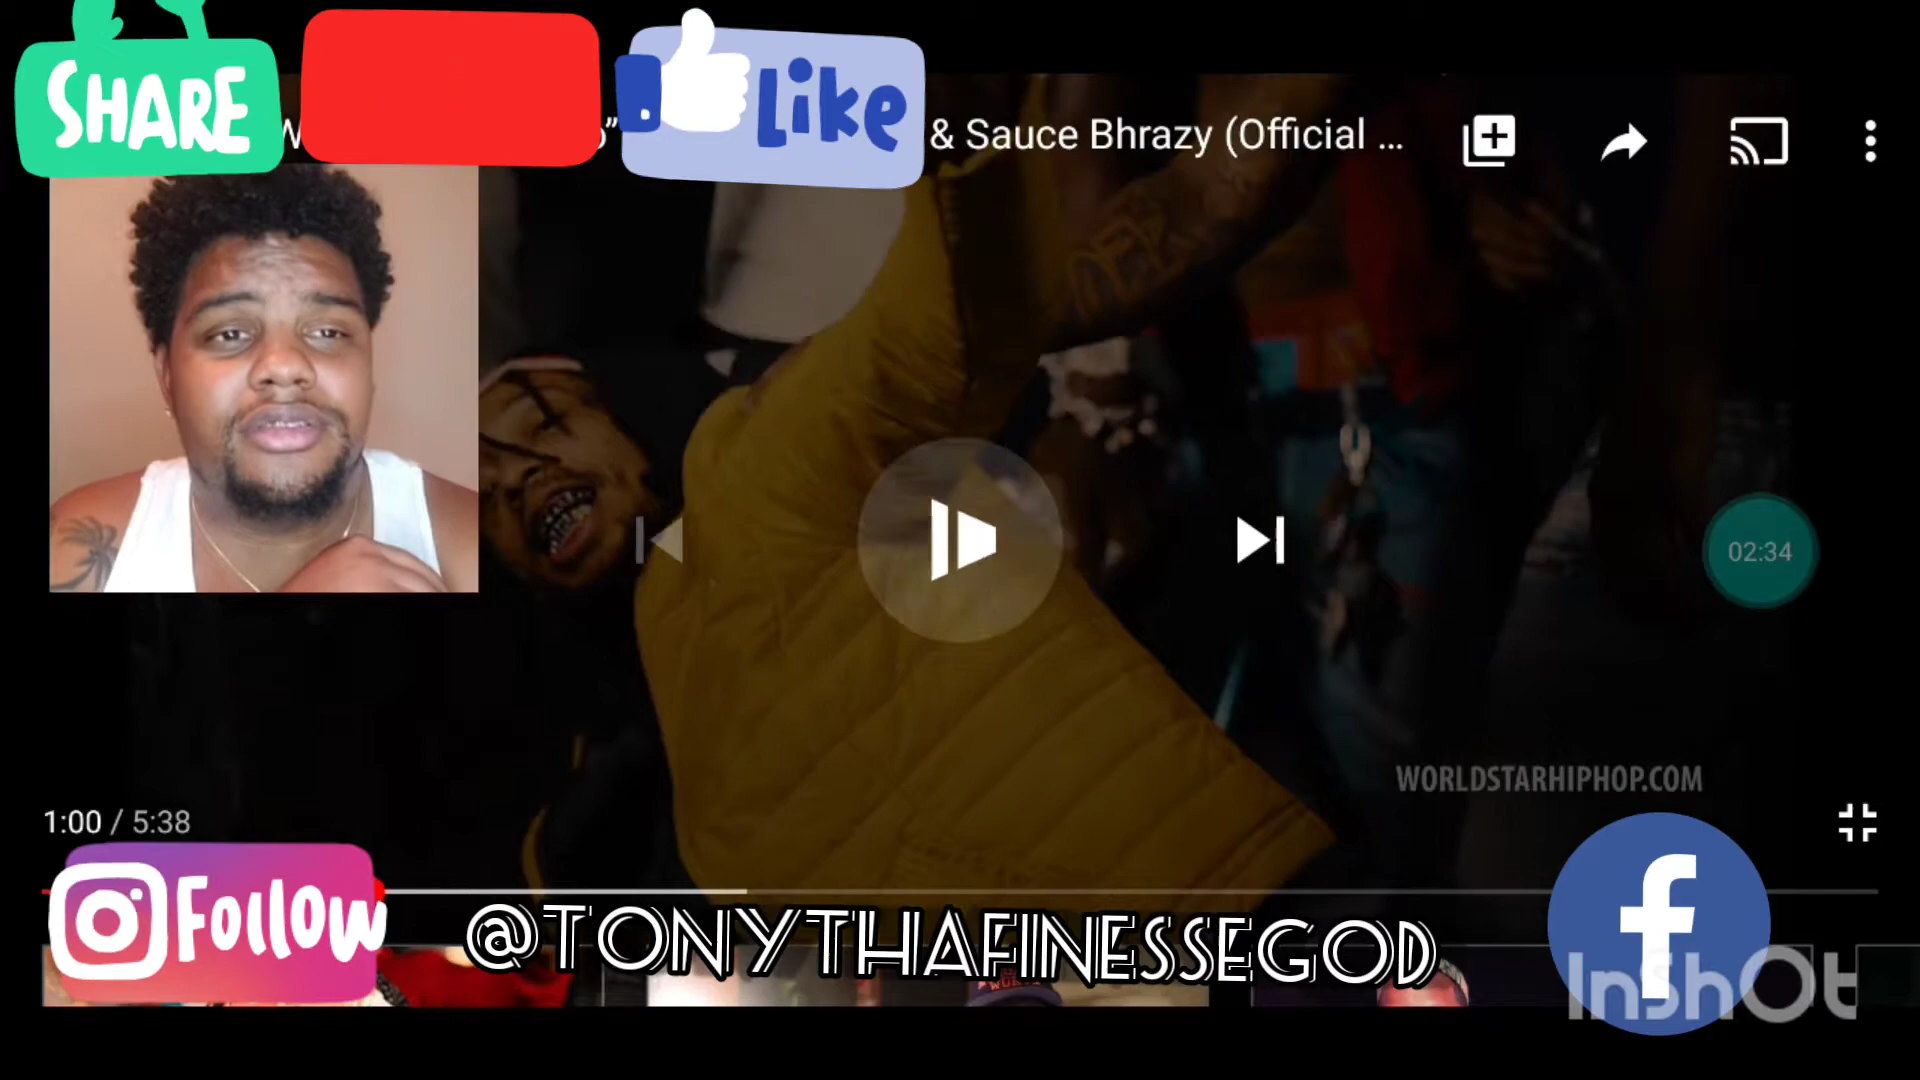 SHARE
Like
& Sauce Bhrazy (Official ...
02:34
WORLDSTARHIPHOP.COM
1:00 / 5:38
Follow
@TONYTHAFINESSEGOD
f
InShOt